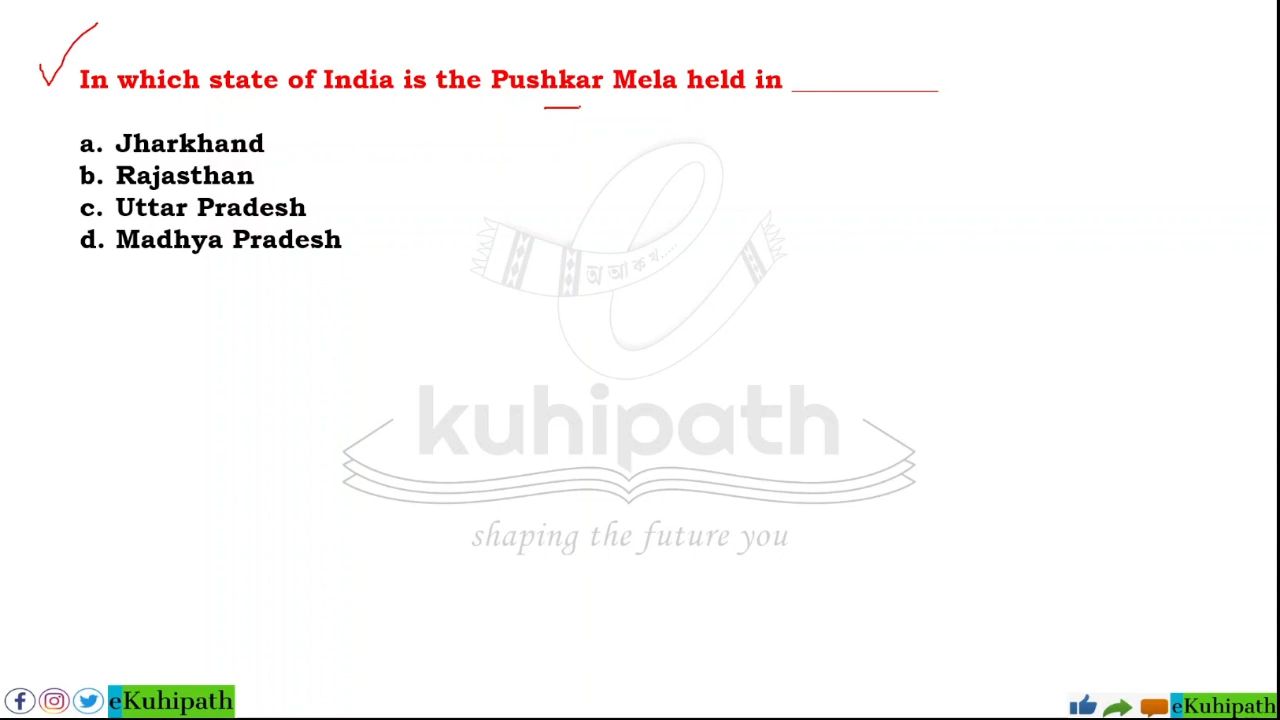 In which state of India is the Pushkar Mela held in __________
a. Jharkhand
b. Rajasthan
c. Uttar Pradesh
d. Madhya Pradesh
অ আ ক খ.....
kuhipath
shaping the future you
eKuhipath
eKuhipath